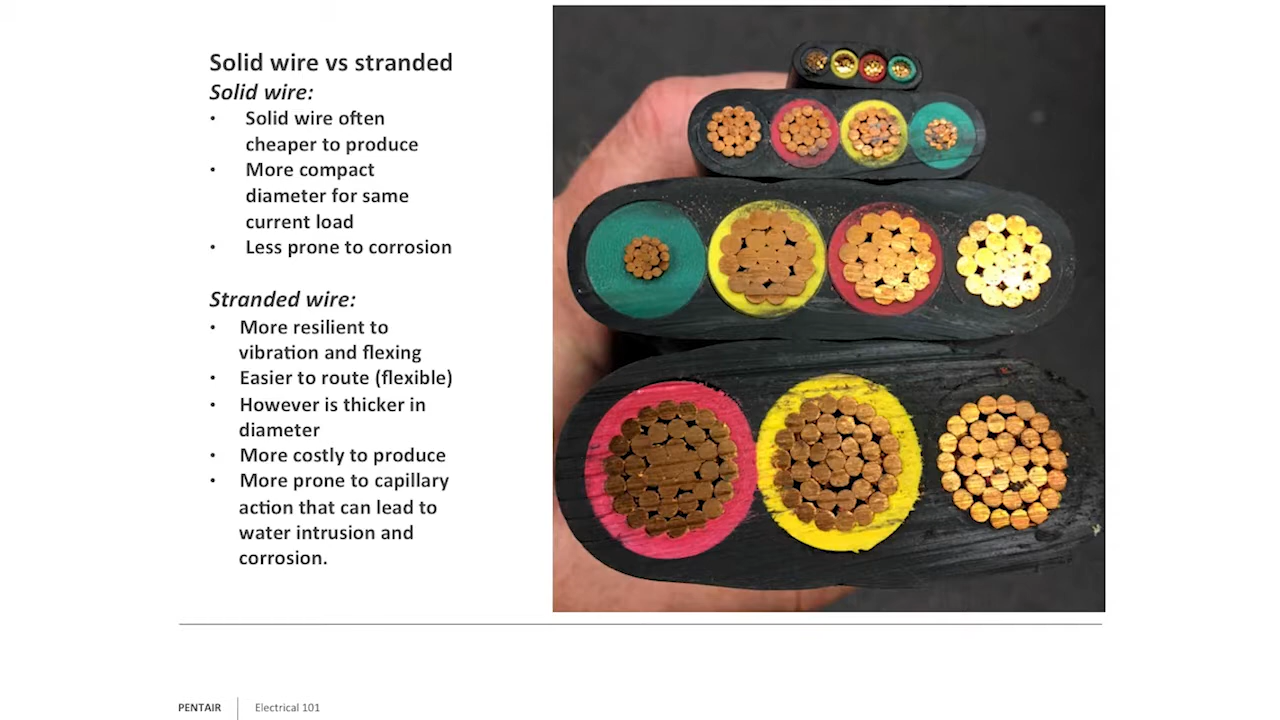 Solid wire vs stranded
Solid wire:
• Solid wire often
cheaper to produce
• More compact
diameter for same
current load
• Less prone to corrosion
Stranded wire:
• More resilient to
vibration and flexing
• Easier to route (flexible)
• However is thicker in
diameter
• More costly to produce
• More prone to capillary
action that can lead to
water intrusion and
corrosion.
PENTAIR
Electrical 101